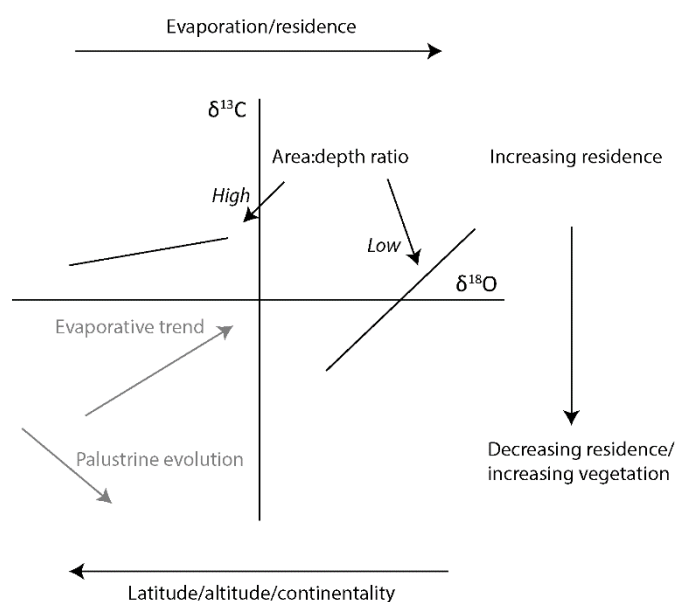 Evaporation/residence
δ¹³C
Area:depth ratio
Increasing residence
High
Low
δ¹⁸O
Evaporative trend
Palustrine evolution
Decreasing residence/
increasing vegetation
Latitude/altitude/continentality